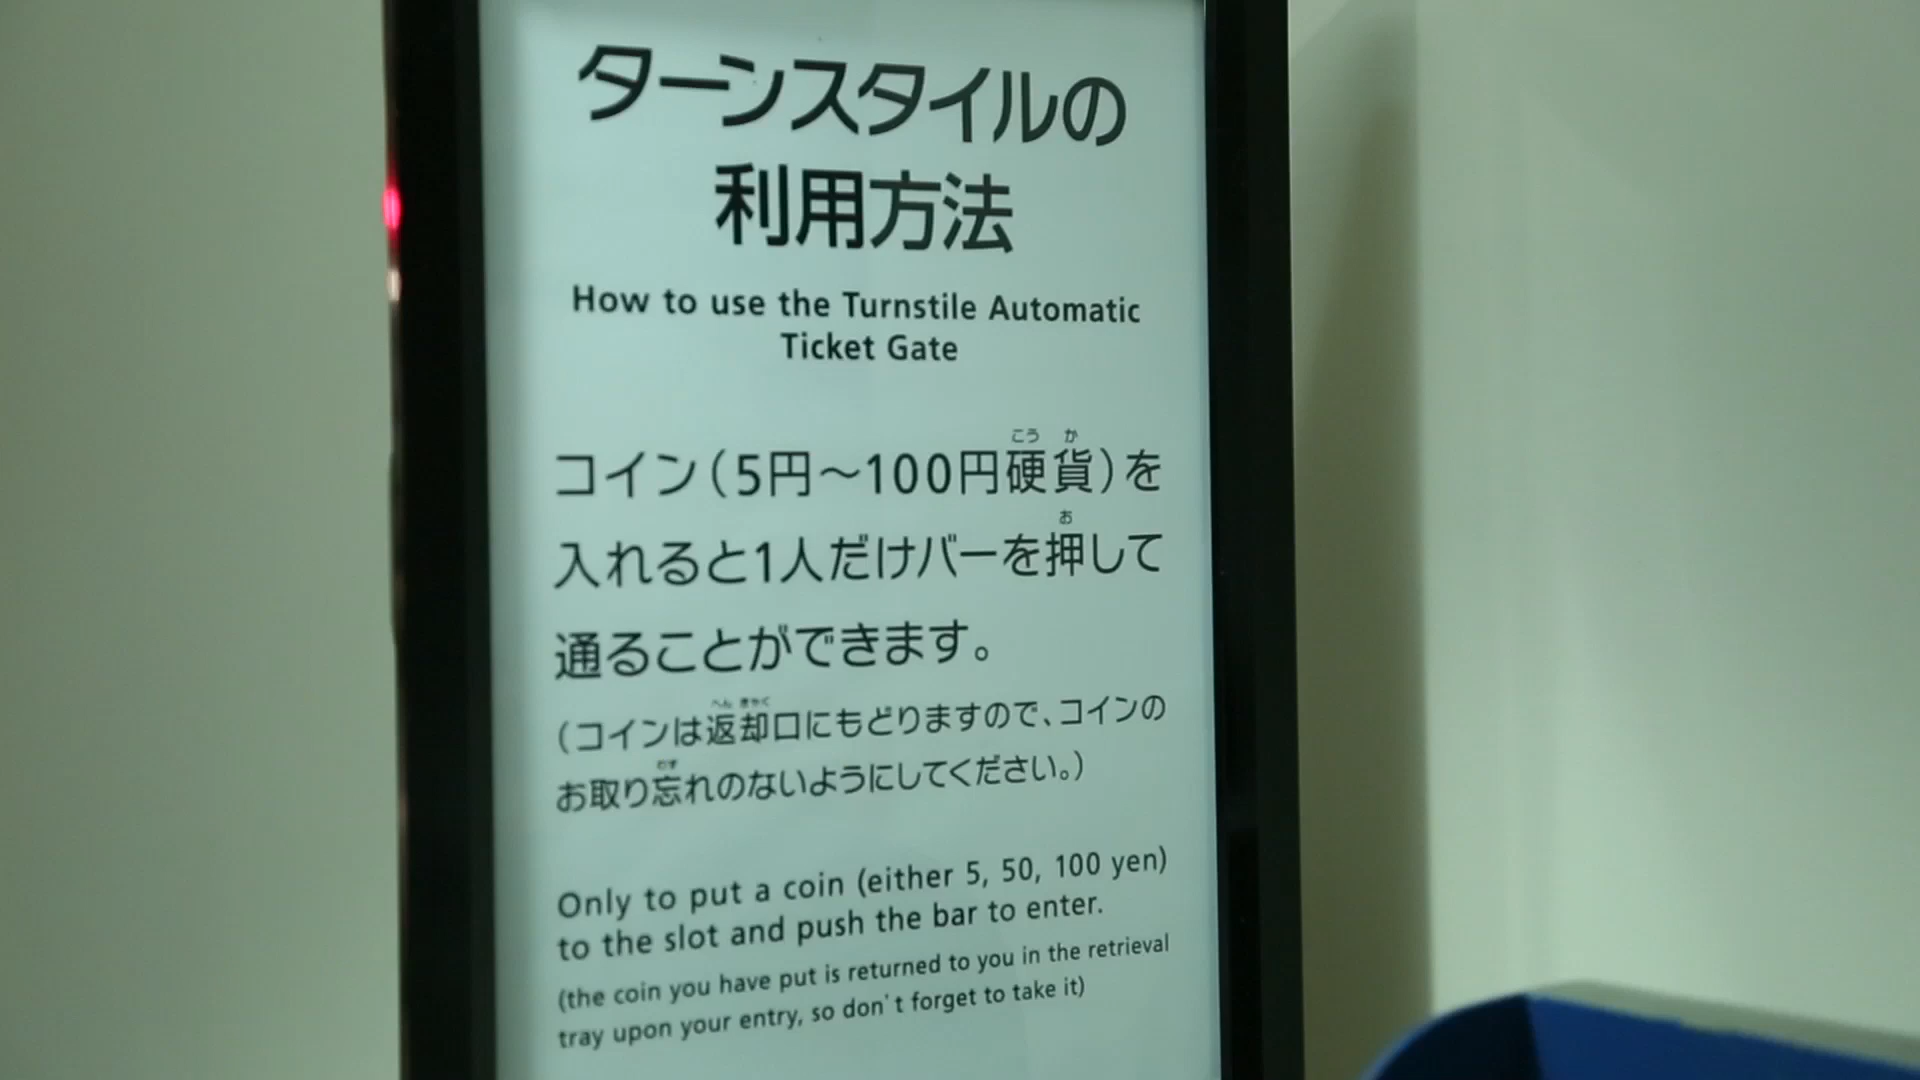 ターンスタイルの
利用方法
How to use the Turnstile Automatic
Ticket Gate
こう か
コイン（5円〜100円硬貨）を
お
入れると1人だけバーを押して
通ることができます。
へん きゃく
（コインは返却口にもどりますので、コインの
わす
お取り忘れのないようにしてください。）
Only to put a coin (either 5, 50, 100 yen)
to the slot and push the bar to enter.
(the coin you have put is returned to you in the retrieval
tray upon your entry, so don't forget to take it)